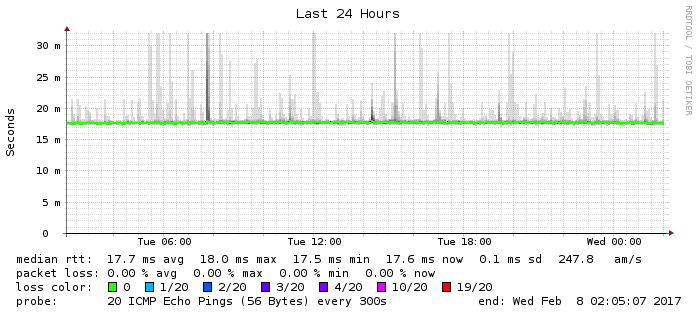 Last 24 Hours
RRDTOOL / TOBI OETIKER
Seconds
30 m
25 m
20 m
15 m
10 m
5 m
0
Tue 06:00 Tue 12:00 Tue 18:00 Wed 00:00
median rtt: 17.7 ms avg 18.0 ms max 17.5 ms min 17.6 ms now 0.1 ms sd 247.8 am/s
packet loss: 0.00 % avg 0.00 % max 0.00 % min 0.00 % now
loss color: 0 1/20 2/20 3/20 4/20 10/20 19/20
probe: 20 ICMP Echo Pings (56 Bytes) every 300s end: Wed Feb 8 02:05:07 2017